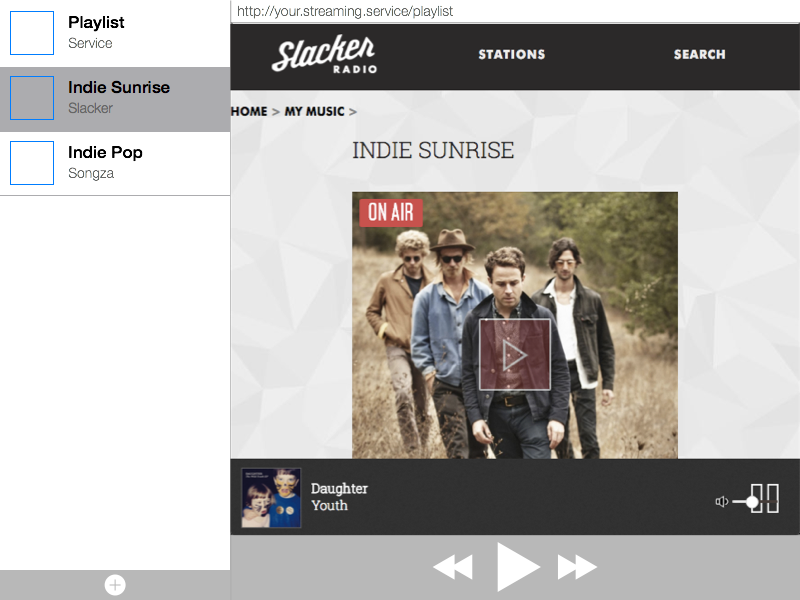 Playlist
Service
Indie Sunrise
Slacker
Indie Pop
Songza
http://your.streaming.service/playlist
Slacker
RADIO
STATIONS
SEARCH
HOME > MY MUSIC >
INDIE SUNRISE
ON AIR
Daughter
Youth